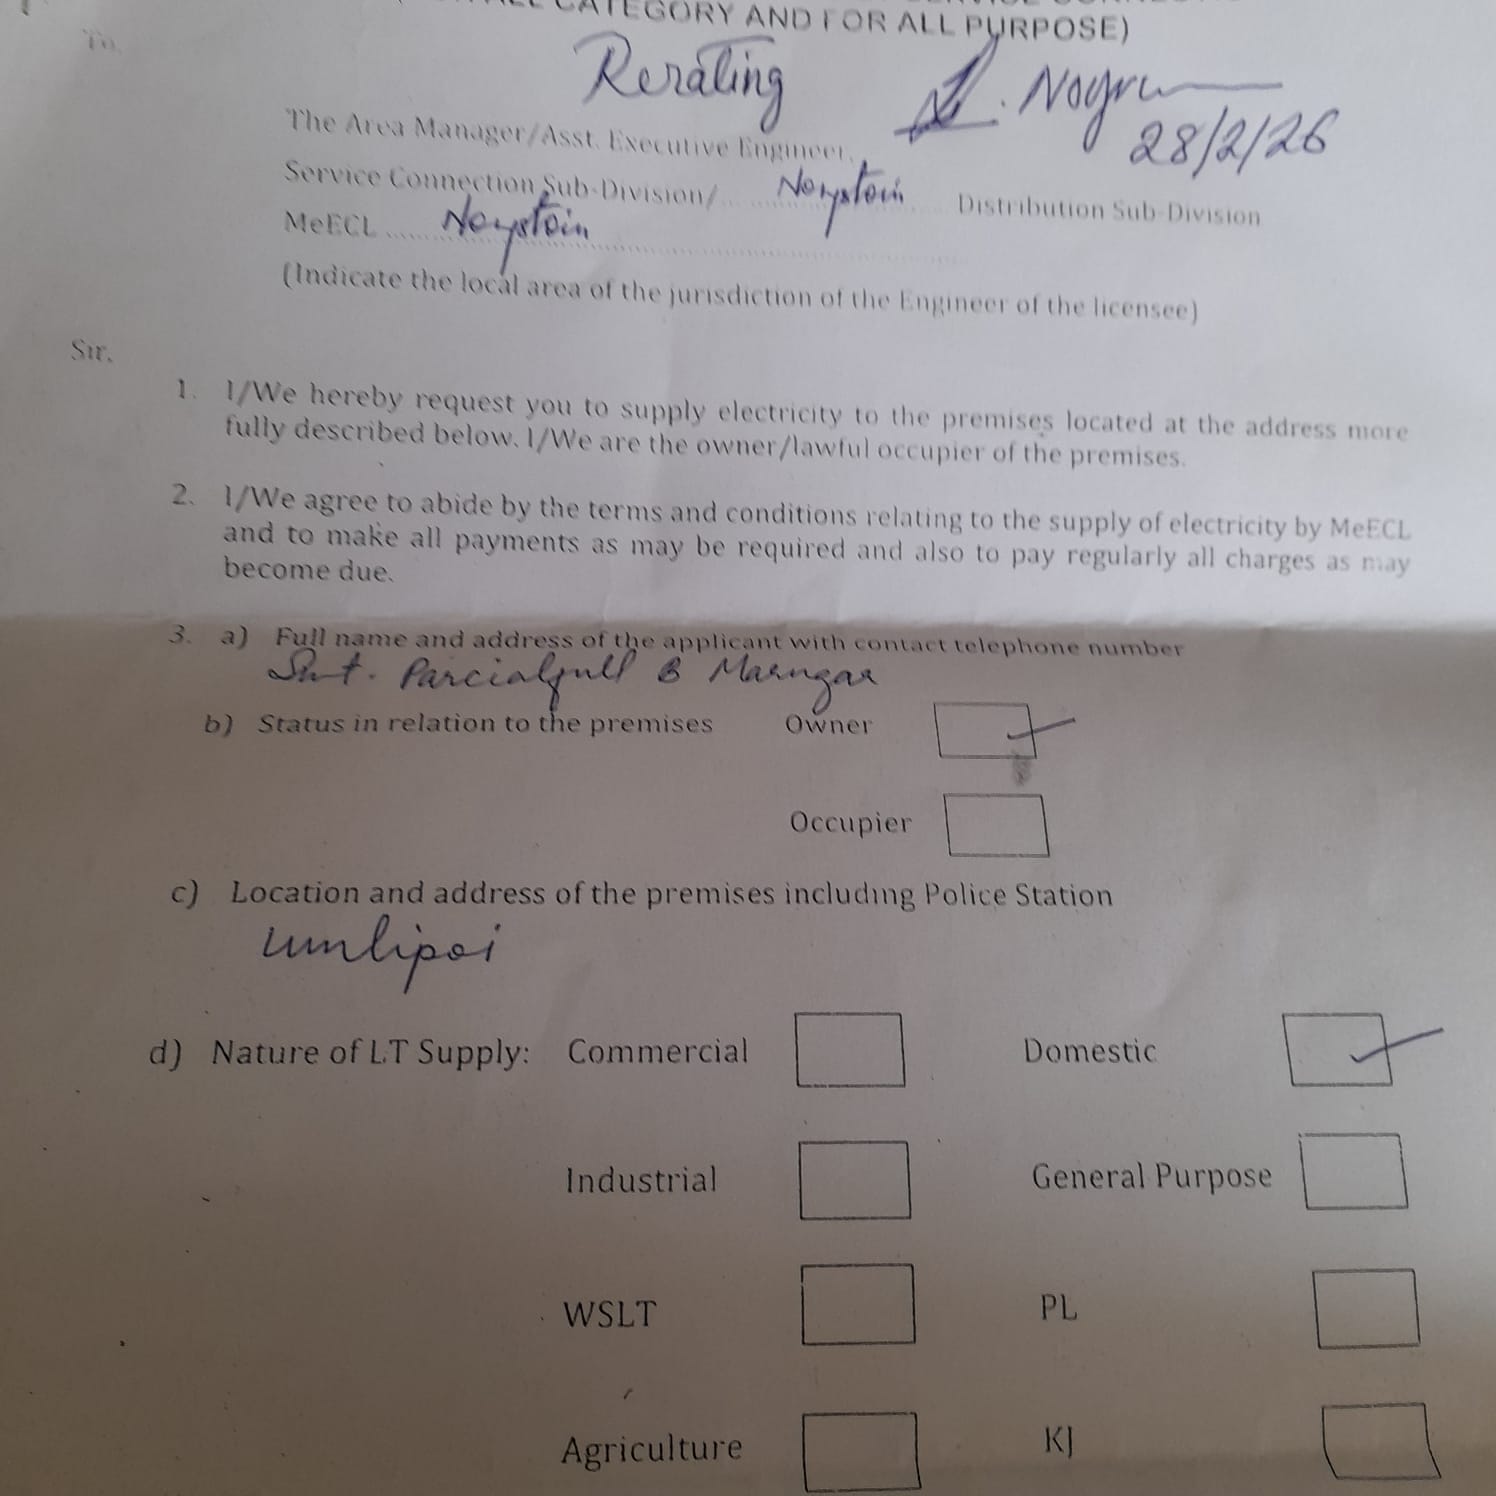 CATEGORY AND FOR ALL PURPOSE)
To,
Rerating
28/2/26
The Area Manager/Asst. Executive Engineer,
Service Connection Sub-Division/........ Nongstoin ........ Distribution Sub-Division
MeECL ...... Nongstoin ......
(Indicate the local area of the jurisdiction of the Engineer of the licensee)
Sir,
1. I/We hereby request you to supply electricity to the premises located at the address more
fully described below. I/We are the owner/lawful occupier of the premises.
2. I/We agree to abide by the terms and conditions relating to the supply of electricity by MeECL
and to make all payments as may be required and also to pay regularly all charges as may
become due.
3. a) Full name and address of the applicant with contact telephone number
Smt. B Marngar
b) Status in relation to the premises Owner
Occupier
c) Location and address of the premises including Police Station
d) Nature of LT Supply: Commercial Domestic
Industrial General Purpose
WSLT PL
Agriculture KJ